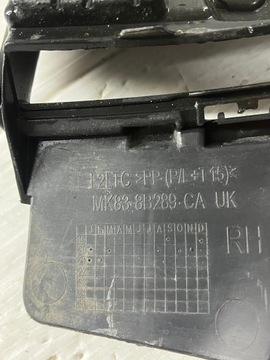 >PP-(P/E+T15)<
MK83-8B289-CA UK
RH
J F M A M J J A S O N D